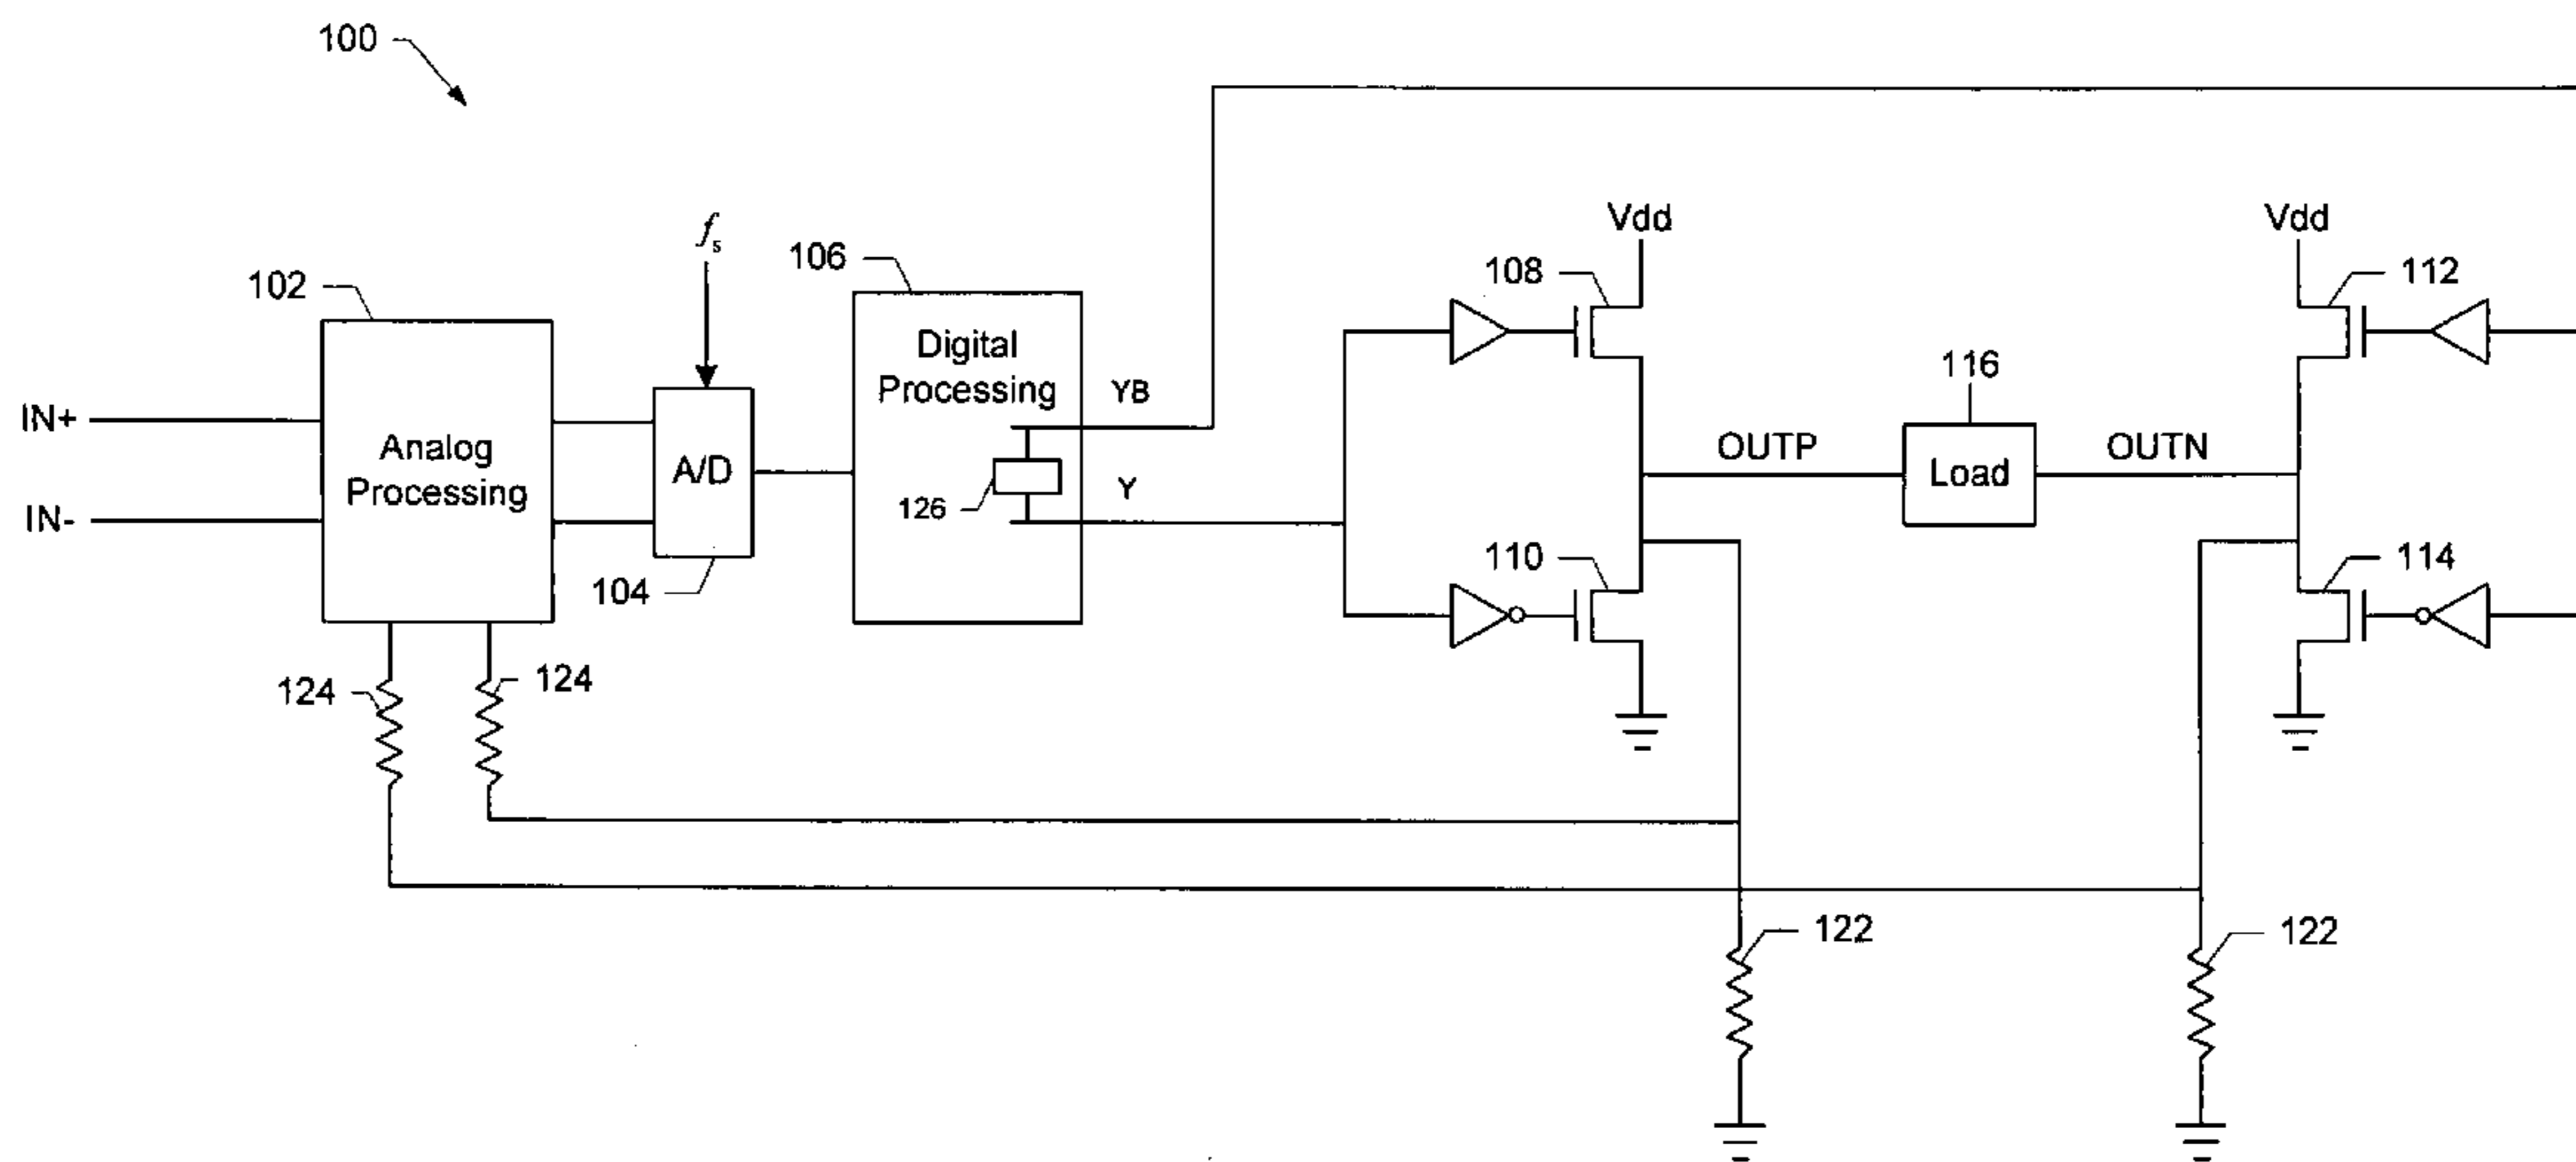 100
f_s
Vdd
Vdd
106
108
112
102
Digital
Processing
116
YB
IN+
Analog
Processing
A/D
OUTP
Load
OUTN
Y
126
IN-
110
114
104
124
124
122
122